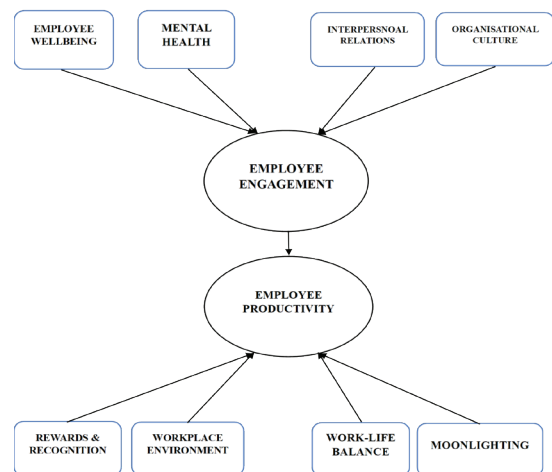 EMPLOYEE
WELLBEING
MENTAL
HEALTH
INTERPERSNOAL
RELATIONS
ORGANISATIONAL
CULTURE
EMPLOYEE
ENGAGEMENT
EMPLOYEE
PRODUCTIVITY
REWARDS &
RECOGNITION
WORKPLACE
ENVIRONMENT
WORK-LIFE
BALANCE
MOONLIGHTING